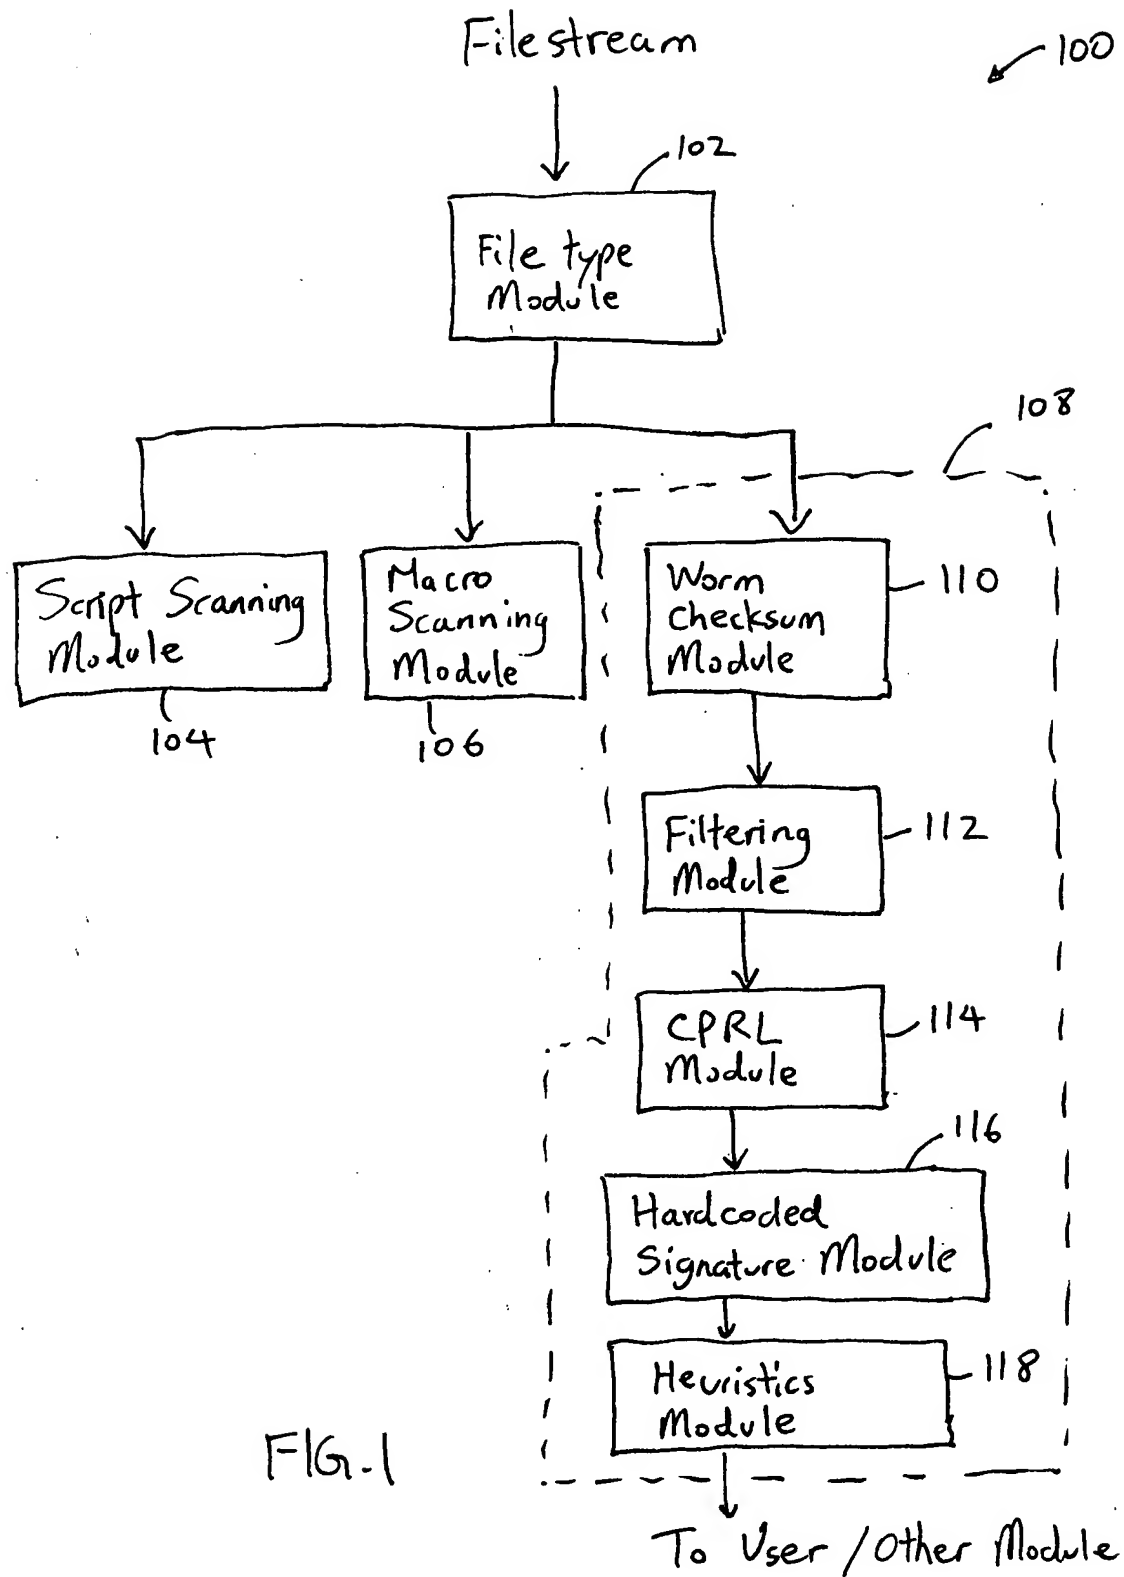 Filestream
100
102
File type
Module
108
Script Scanning
Module
104
Macro
Scanning
Module
106
Worm
Checksum
Module
110
Filtering
Module
112
CPRL
Module
114
116
Hardcoded
Signature Module
Heuristics
Module
118
FIG.1
To User / Other Module